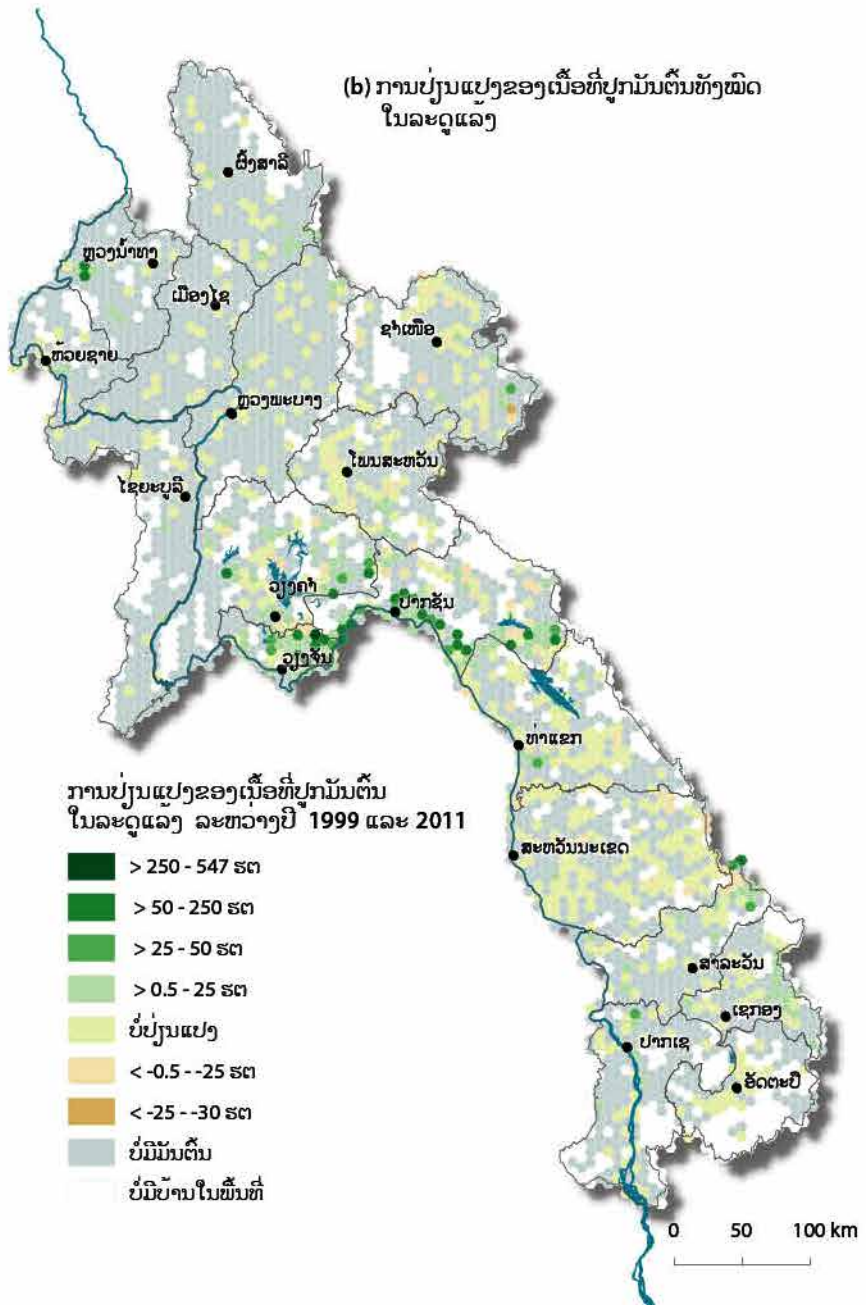 (b) ການປ່ຽນແປງຂອງເນື້ອທີ່ປູກມັນຕົ້ນທັງໝົດ
ໃນລະດູແລ້ງ
ຜົ້ງສາລີ
ຫຼວງນ້ຳທາ
ເມືອງໄຊ
ຊຳເໜືອ
ຫ້ວຍຊາຍ
ຫຼວງພະບາງ
ໂພນສະຫວັນ
ໄຊຍະບູລີ
ວຽງຄຳ
ປາກຊັນ
ວຽງຈັນ
ທ່າແຂກ
ສະຫວັນນະເຂດ
ສາລະວັນ
ເຊກອງ
ປາກເຊ
ອັດຕະປື
ການປ່ຽນແປງຂອງເນື້ອທີ່ປູກມັນຕົ້ນ
ໃນລະດູແລ້ງ ລະຫວ່າງປີ 1999 ແລະ 2011
> 250 - 547 ຮຕ
> 50 - 250 ຮຕ
> 25 - 50 ຮຕ
> 0.5 - 25 ຮຕ
ບໍ່ປ່ຽນແປງ
< -0.5 - -25 ຮຕ
< -25 - -30 ຮຕ
ບໍ່ມີມັນຕົ້ນ
ບໍ່ມີບ້ານໃນພື້ນທີ່
0 50 100 km